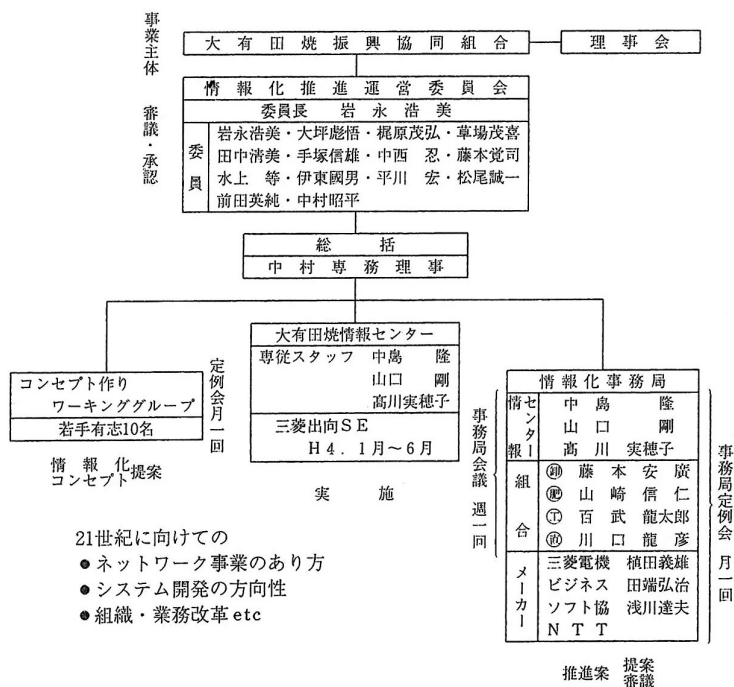 事業主体
大有田焼振興協同組合
理事会
審議・承認
情報化推進運営委員会
委員長 岩永浩美
委員
岩永浩美・大坪彪悟・梶原茂弘・草場茂喜
田中清美・手塚信雄・中西 忍・藤本覚司
水上 等・伊東國男・平川 宏・松尾誠一
前田英純・中村昭平
総括
中村専務理事
コンセプト作り
ワーキンググループ
若手有志10名
定例会月一回
情報化
コンセプト
提案
大有田焼情報センター
専従スタッフ 中島 隆
山口 剛
髙川実穂子
三菱出向SE
H4.1月～6月
実施
事務局会議 週一回
情報化事務局
情報センター
中島 隆
山口 剛
髙川 実穂子
組合
㊞ 藤本安廣
山崎信仁
百武龍太郎
川口龍彦
メーカー
三菱電機 植田義雄
ビジネス 田端弘治
ソフト協 浅川達夫
NTT
事務局定例会 月一回
推進案
提案
審議
21世紀に向けての
●ネットワーク事業のあり方
●システム開発の方向性
●組織・業務改革etc